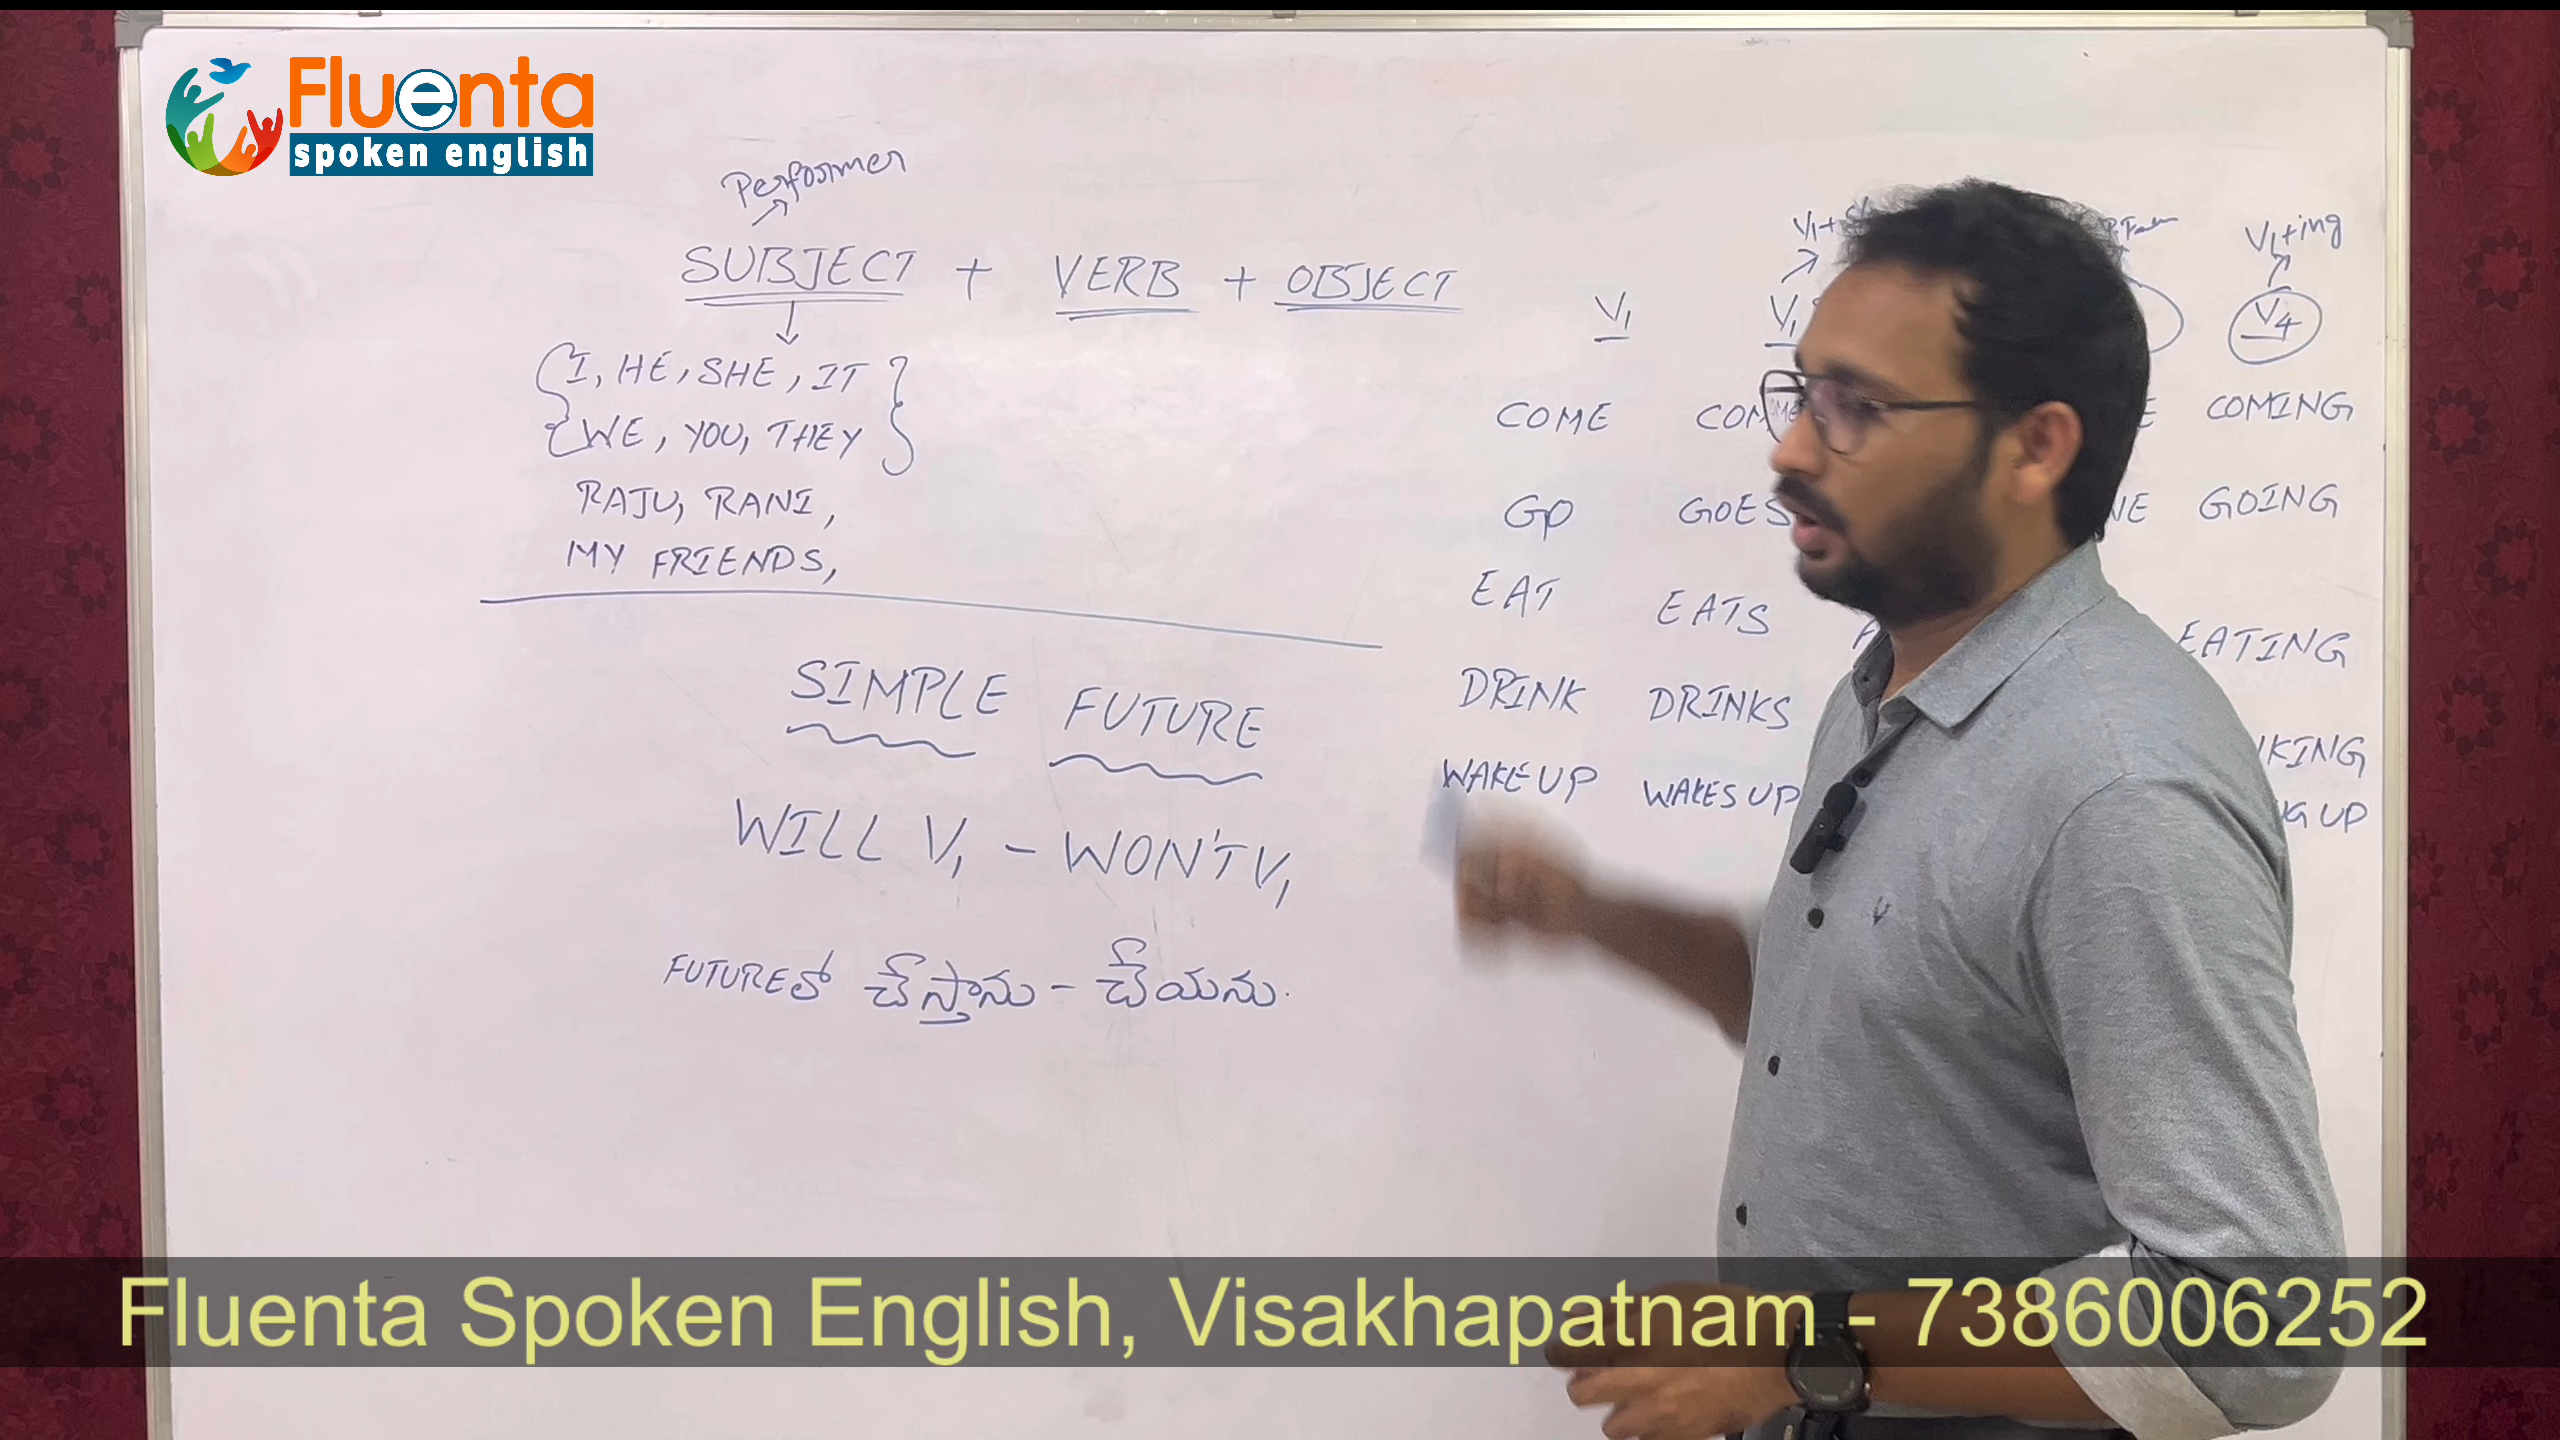 Fluenta
spoken english
Performer
SUBJECT + VERB + OBJECT
I, HE, SHE, IT
WE, YOU, THEY
RAJU, RANI,
MY FRIENDS,
SIMPLE FUTURE
WILL V1 - WON'T V1
FUTUREలో చేస్తాను - చేయను.
V1+ing
V1 V1 V4
COME COMING
GO GOES GOING
EAT EATS EATING
DRINK DRINKS
WAKE UP WAKES UP UP
Fluenta Spoken English, Visakhapatnam - 7386006252